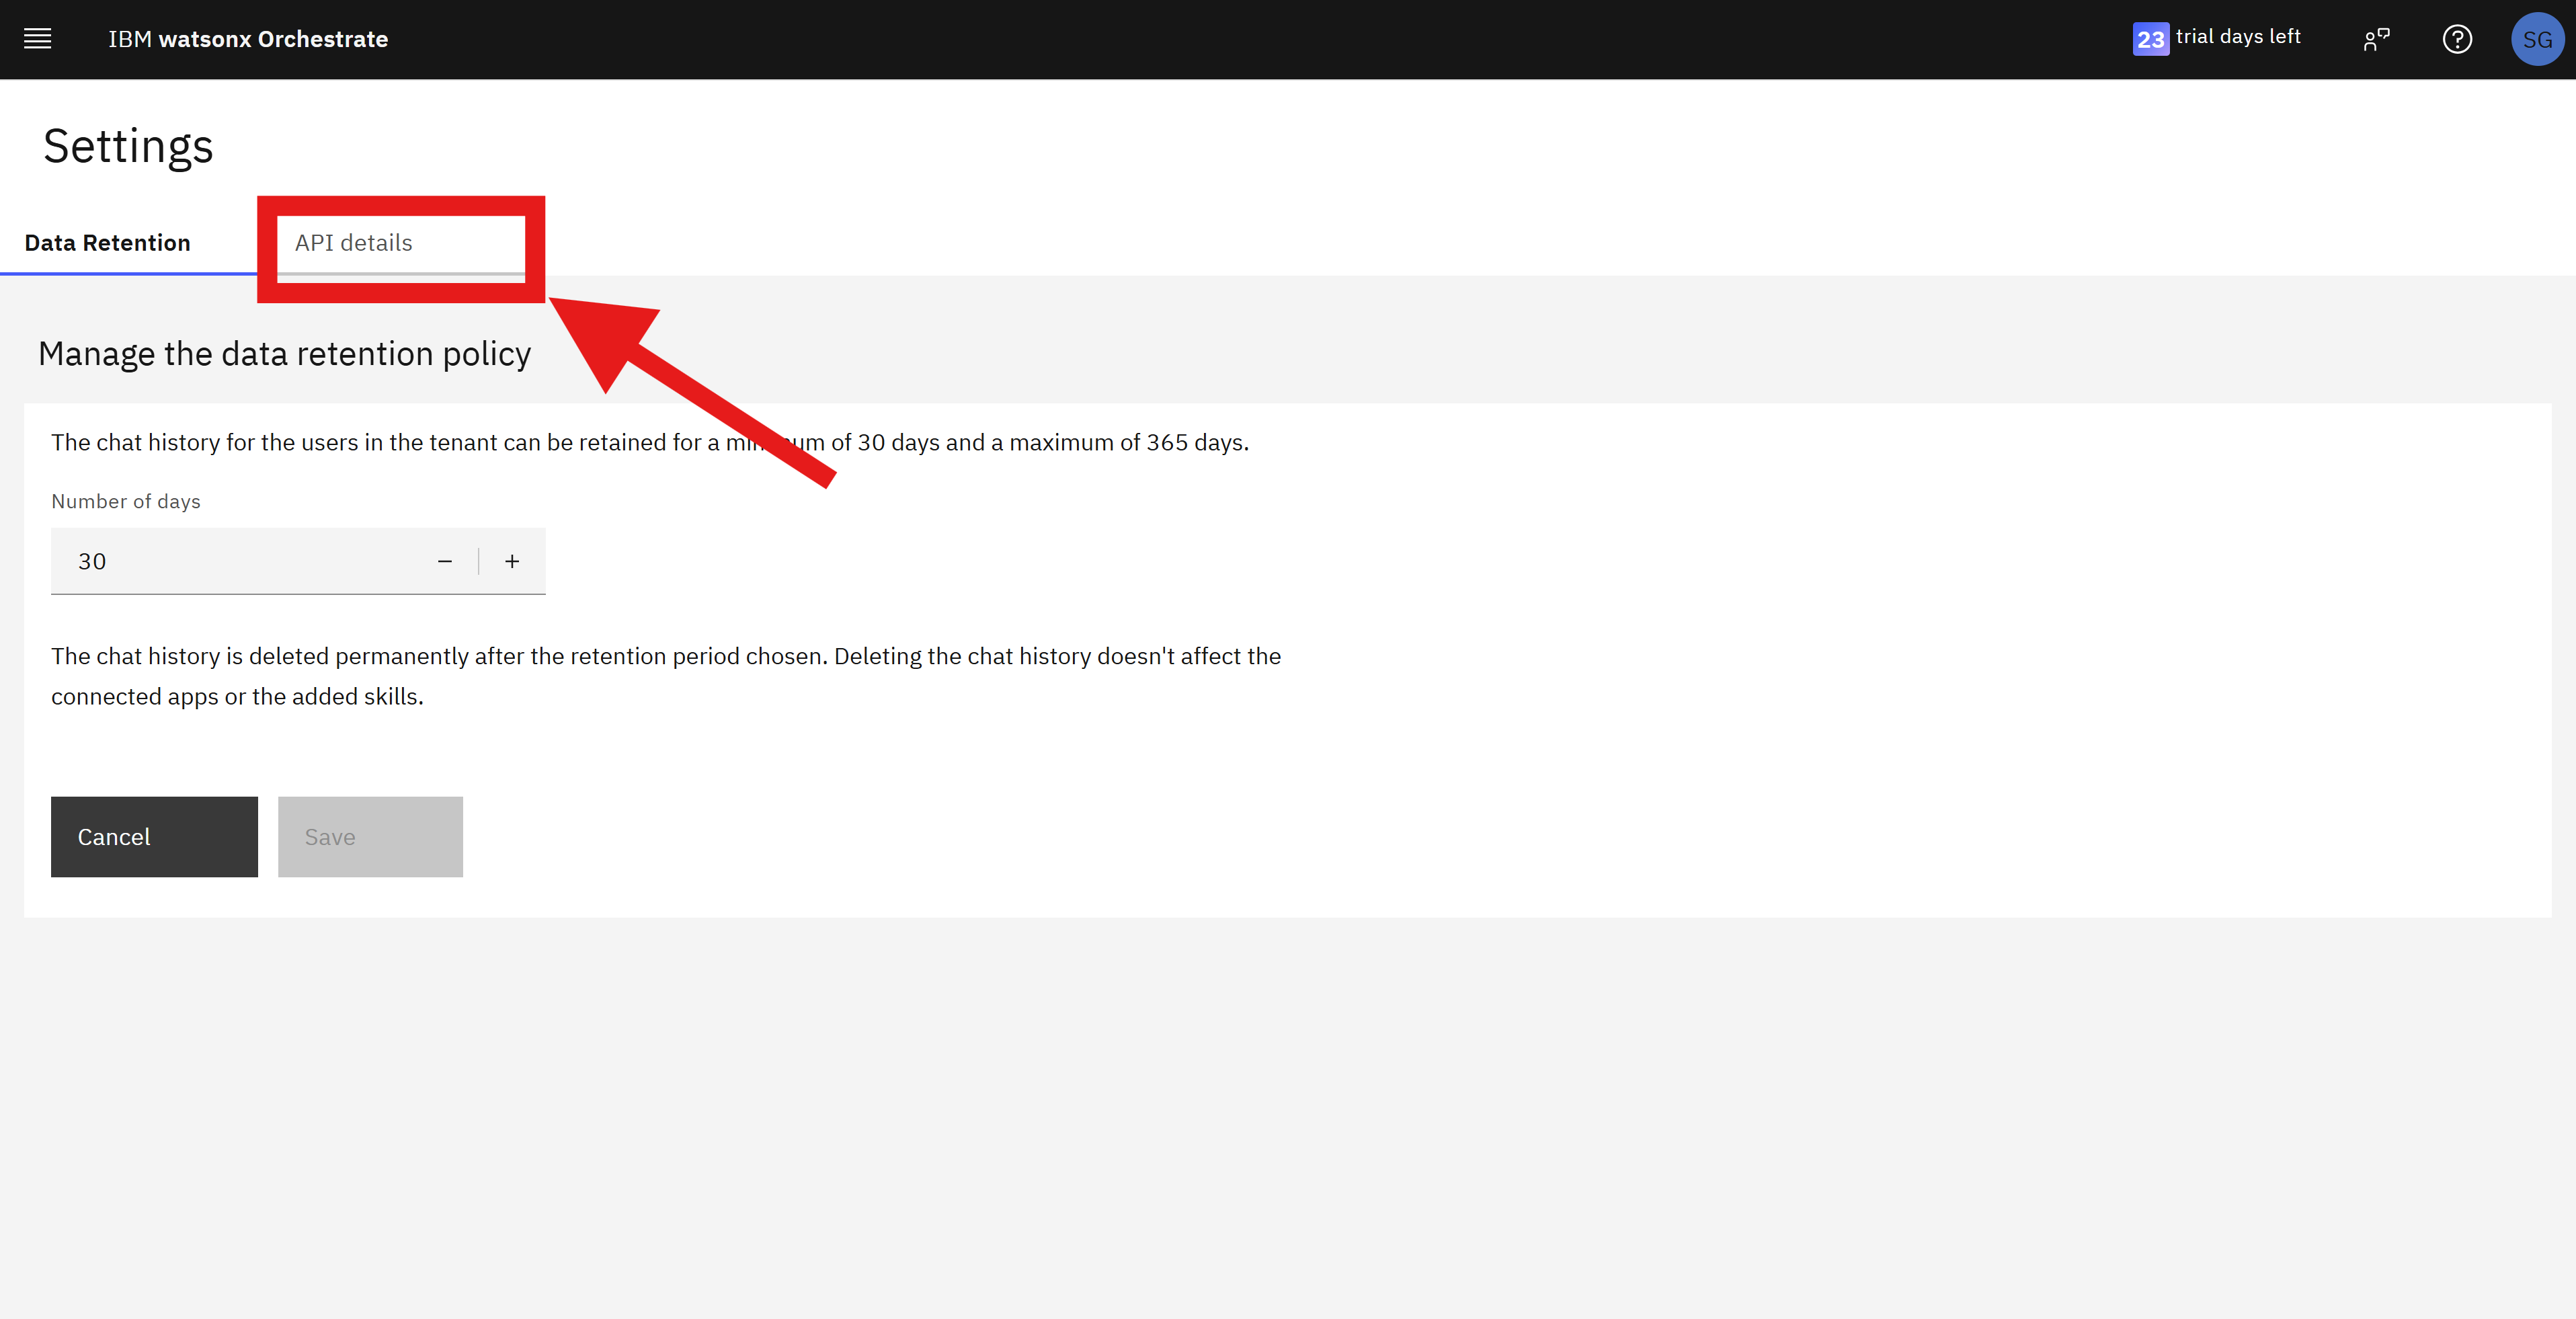 IBM watsonx Orchestrate
23 trial days left
SG
Settings
Data Retention
API details
Manage the data retention policy
The chat history for the users in the tenant can be retained for a minimum of 30 days and a maximum of 365 days.
Number of days
30
The chat history is deleted permanently after the retention period chosen. Deleting the chat history doesn't affect the
connected apps or the added skills.
Cancel
Save